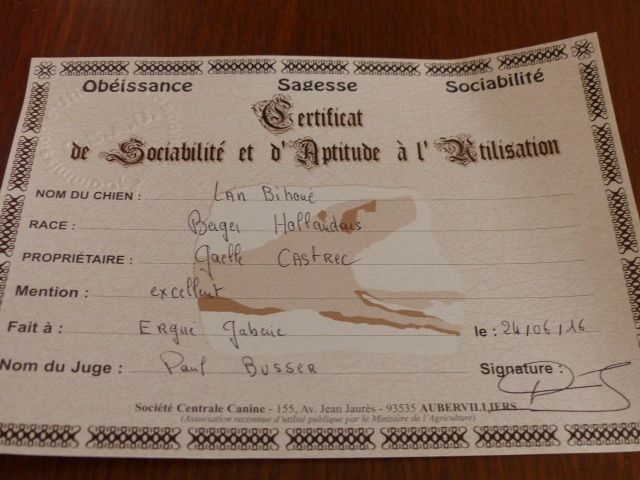 Obéissance Sagesse Sociabilité
Certificat
de Sociabilité et d'Aptitude à l'Utilisation
NOM DU CHIEN : Lan Bihoué
RACE : Berger Hollandais
PROPRIÉTAIRE : Gaelle CASTREC
Mention : excellent
Fait à : ERGUÉ Gabéric le : 24/06/16
Nom du Juge : Paul BUSSER Signature :
Société Centrale Canine - 155, Av. Jean Jaurès - 93535 AUBERVILLIERS
(Association reconnue d'utilité publique par le Ministère de l'Agriculture)